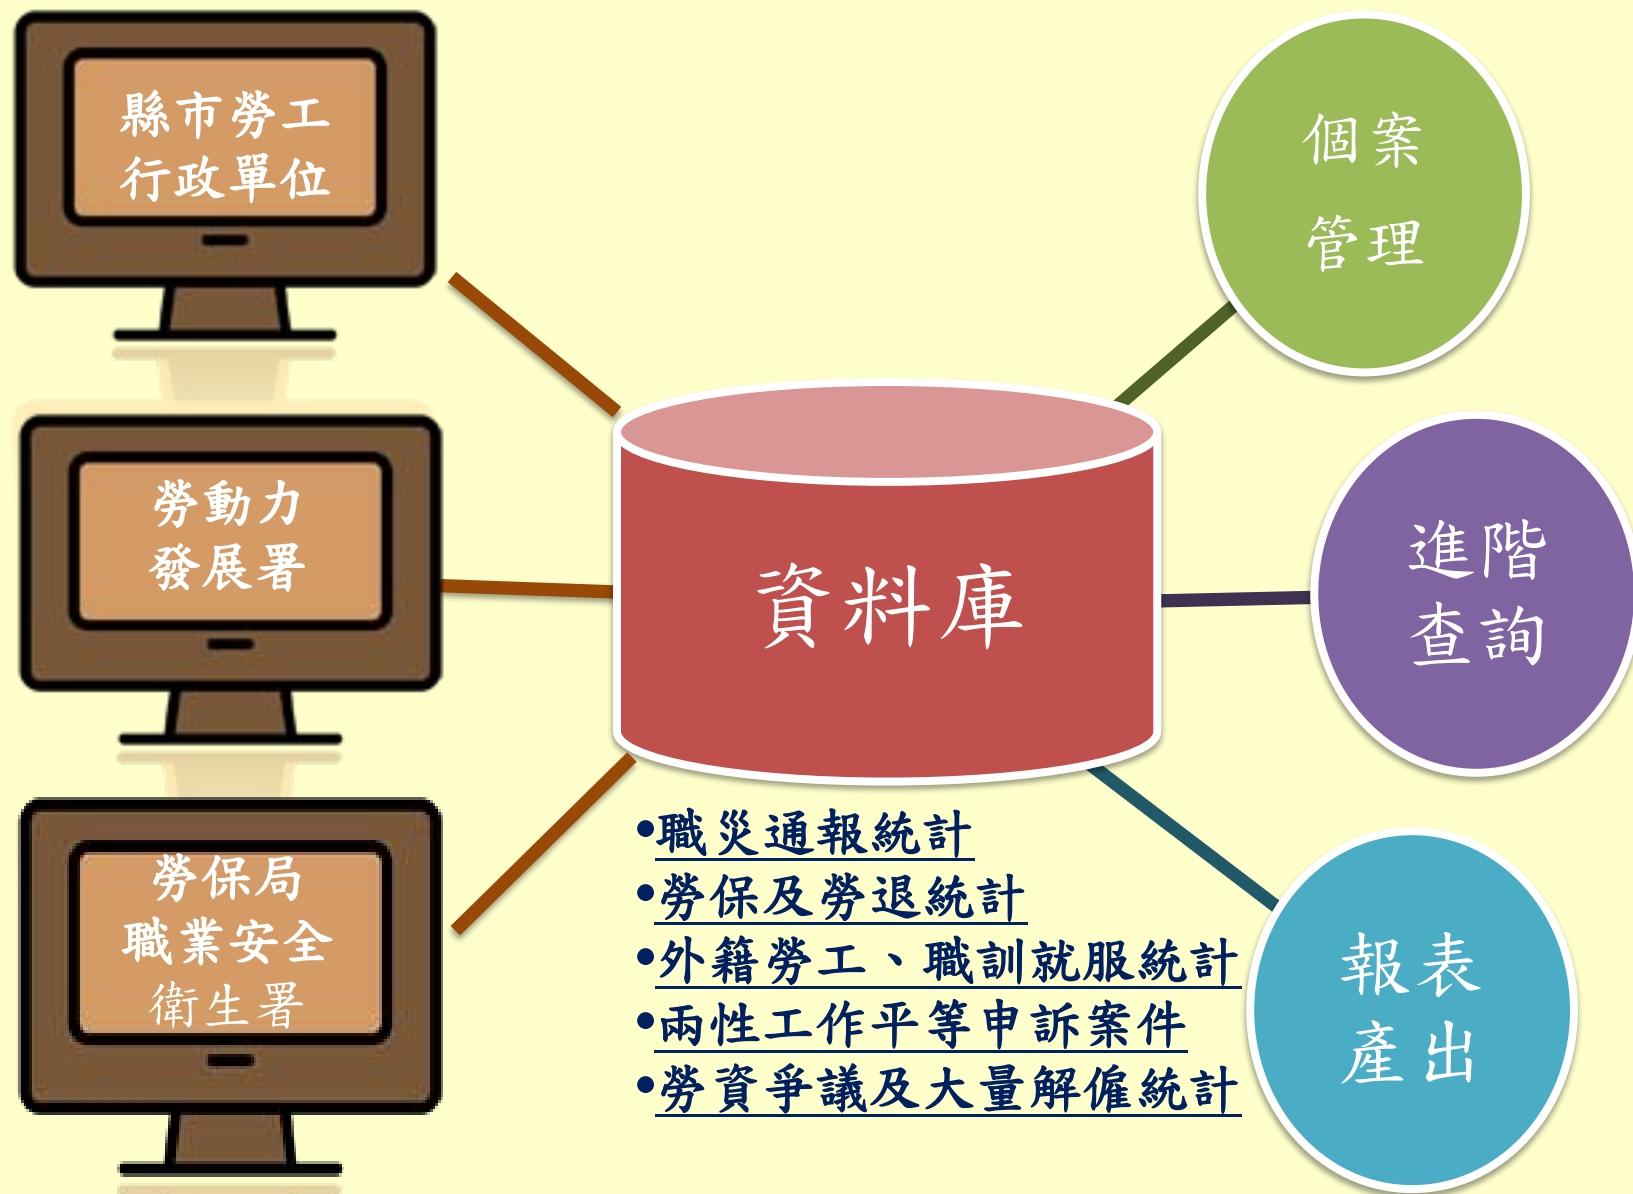 縣市勞工
行政單位
勞動力
發展署
勞保局
職業安全
衛生署
資料庫
•職災通報統計
•勞保及勞退統計
•外籍勞工、職訓就服統計
•兩性工作平等申訴案件
•勞資爭議及大量解僱統計
個案
管理
進階
查詢
報表
產出